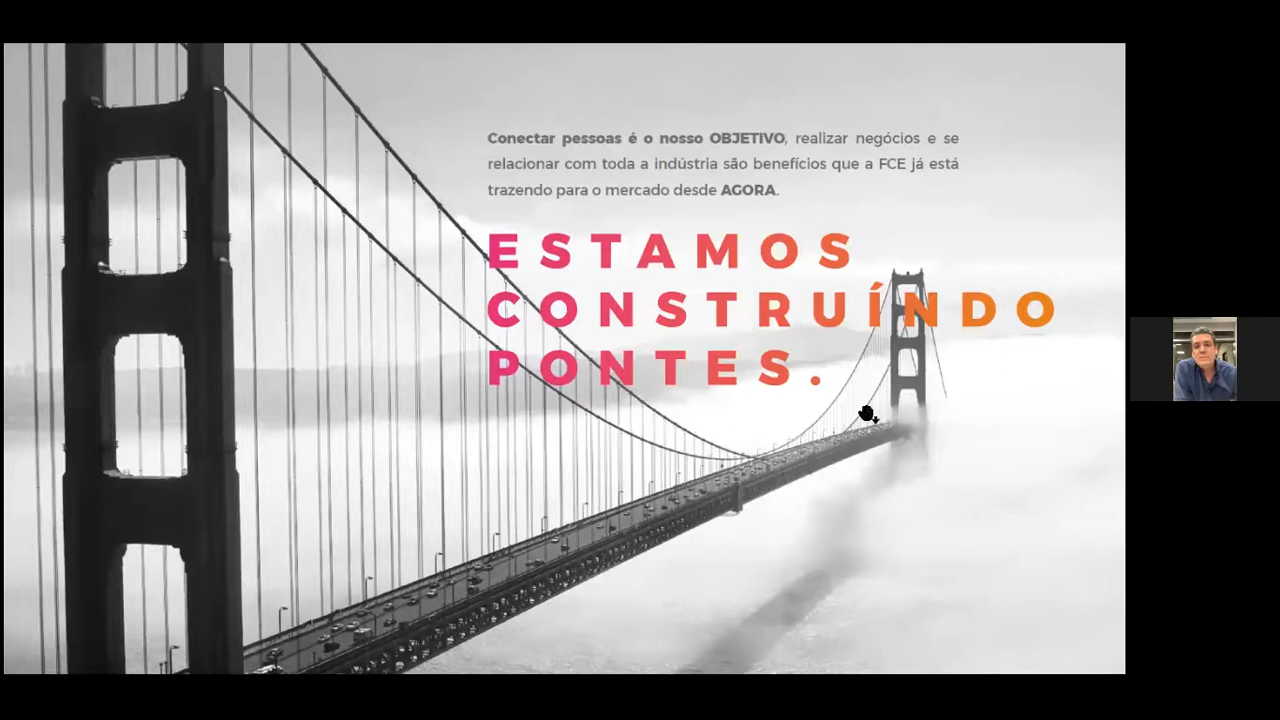 Conectar pessoas é o nosso OBJETIVO, realizar negócios e se
relacionar com toda a indústria são benefícios que a FCE já está
trazendo para o mercado desde AGORA.
ESTAMOS
CONSTRUÍNDO
PONTES.